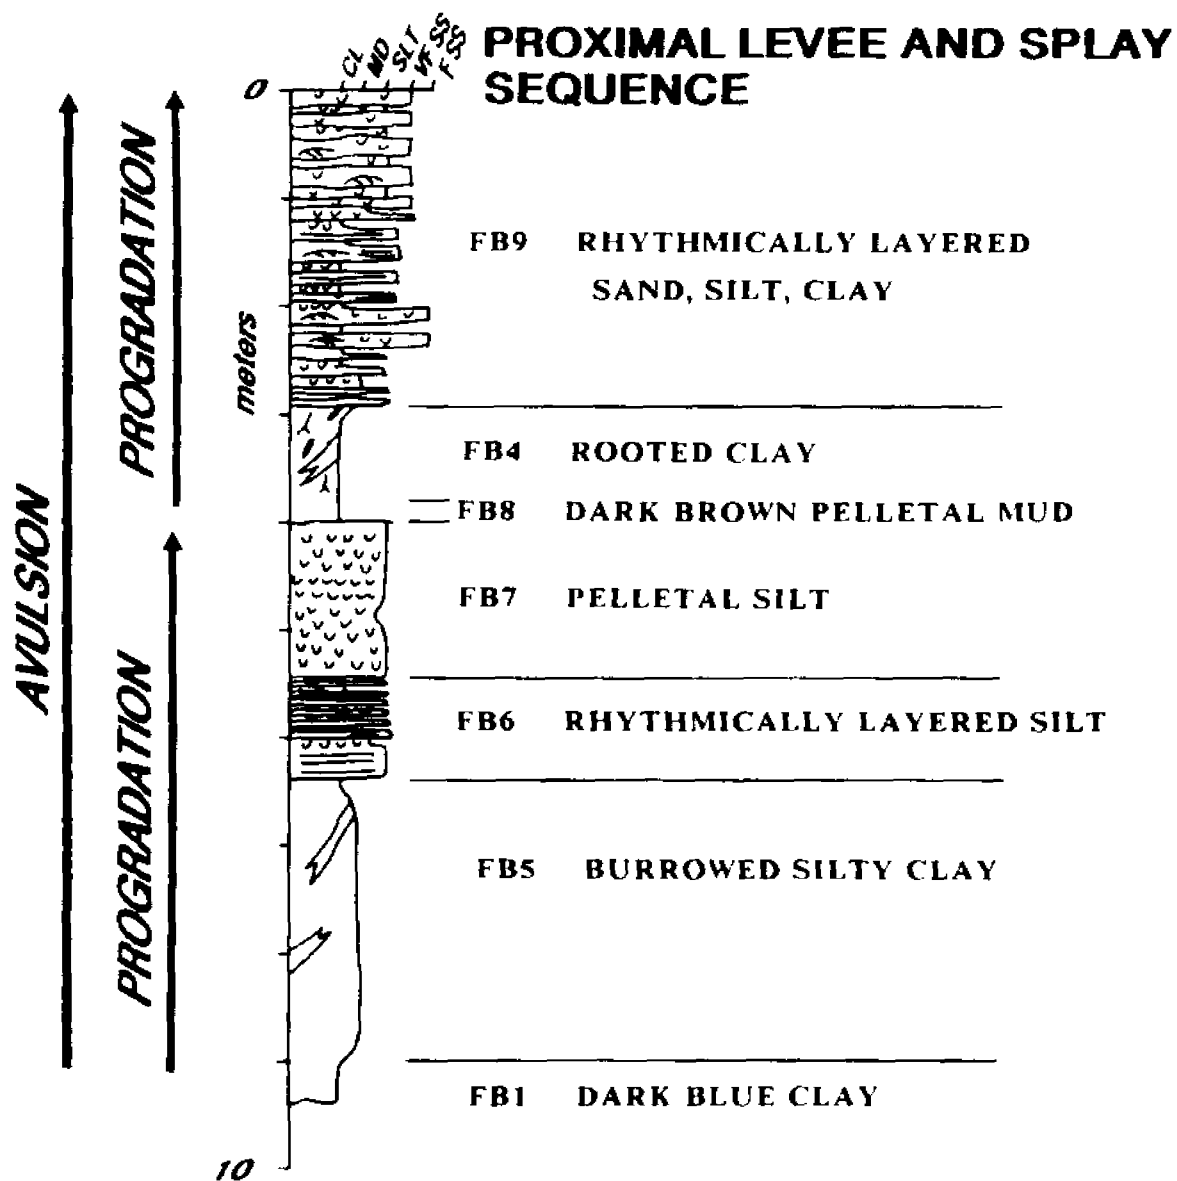 PROXIMAL LEVEE AND SPLAY
SEQUENCE
CL MD SLT VF SS F SS
0
meters
10
AVULSION
PROGRADATION
PROGRADATION
FB9 RHYTHMICALLY LAYERED
SAND, SILT, CLAY
FB4 ROOTED CLAY
FB8 DARK BROWN PELLETAL MUD
FB7 PELLETAL SILT
FB6 RHYTHMICALLY LAYERED SILT
FB5 BURROWED SILTY CLAY
FB1 DARK BLUE CLAY